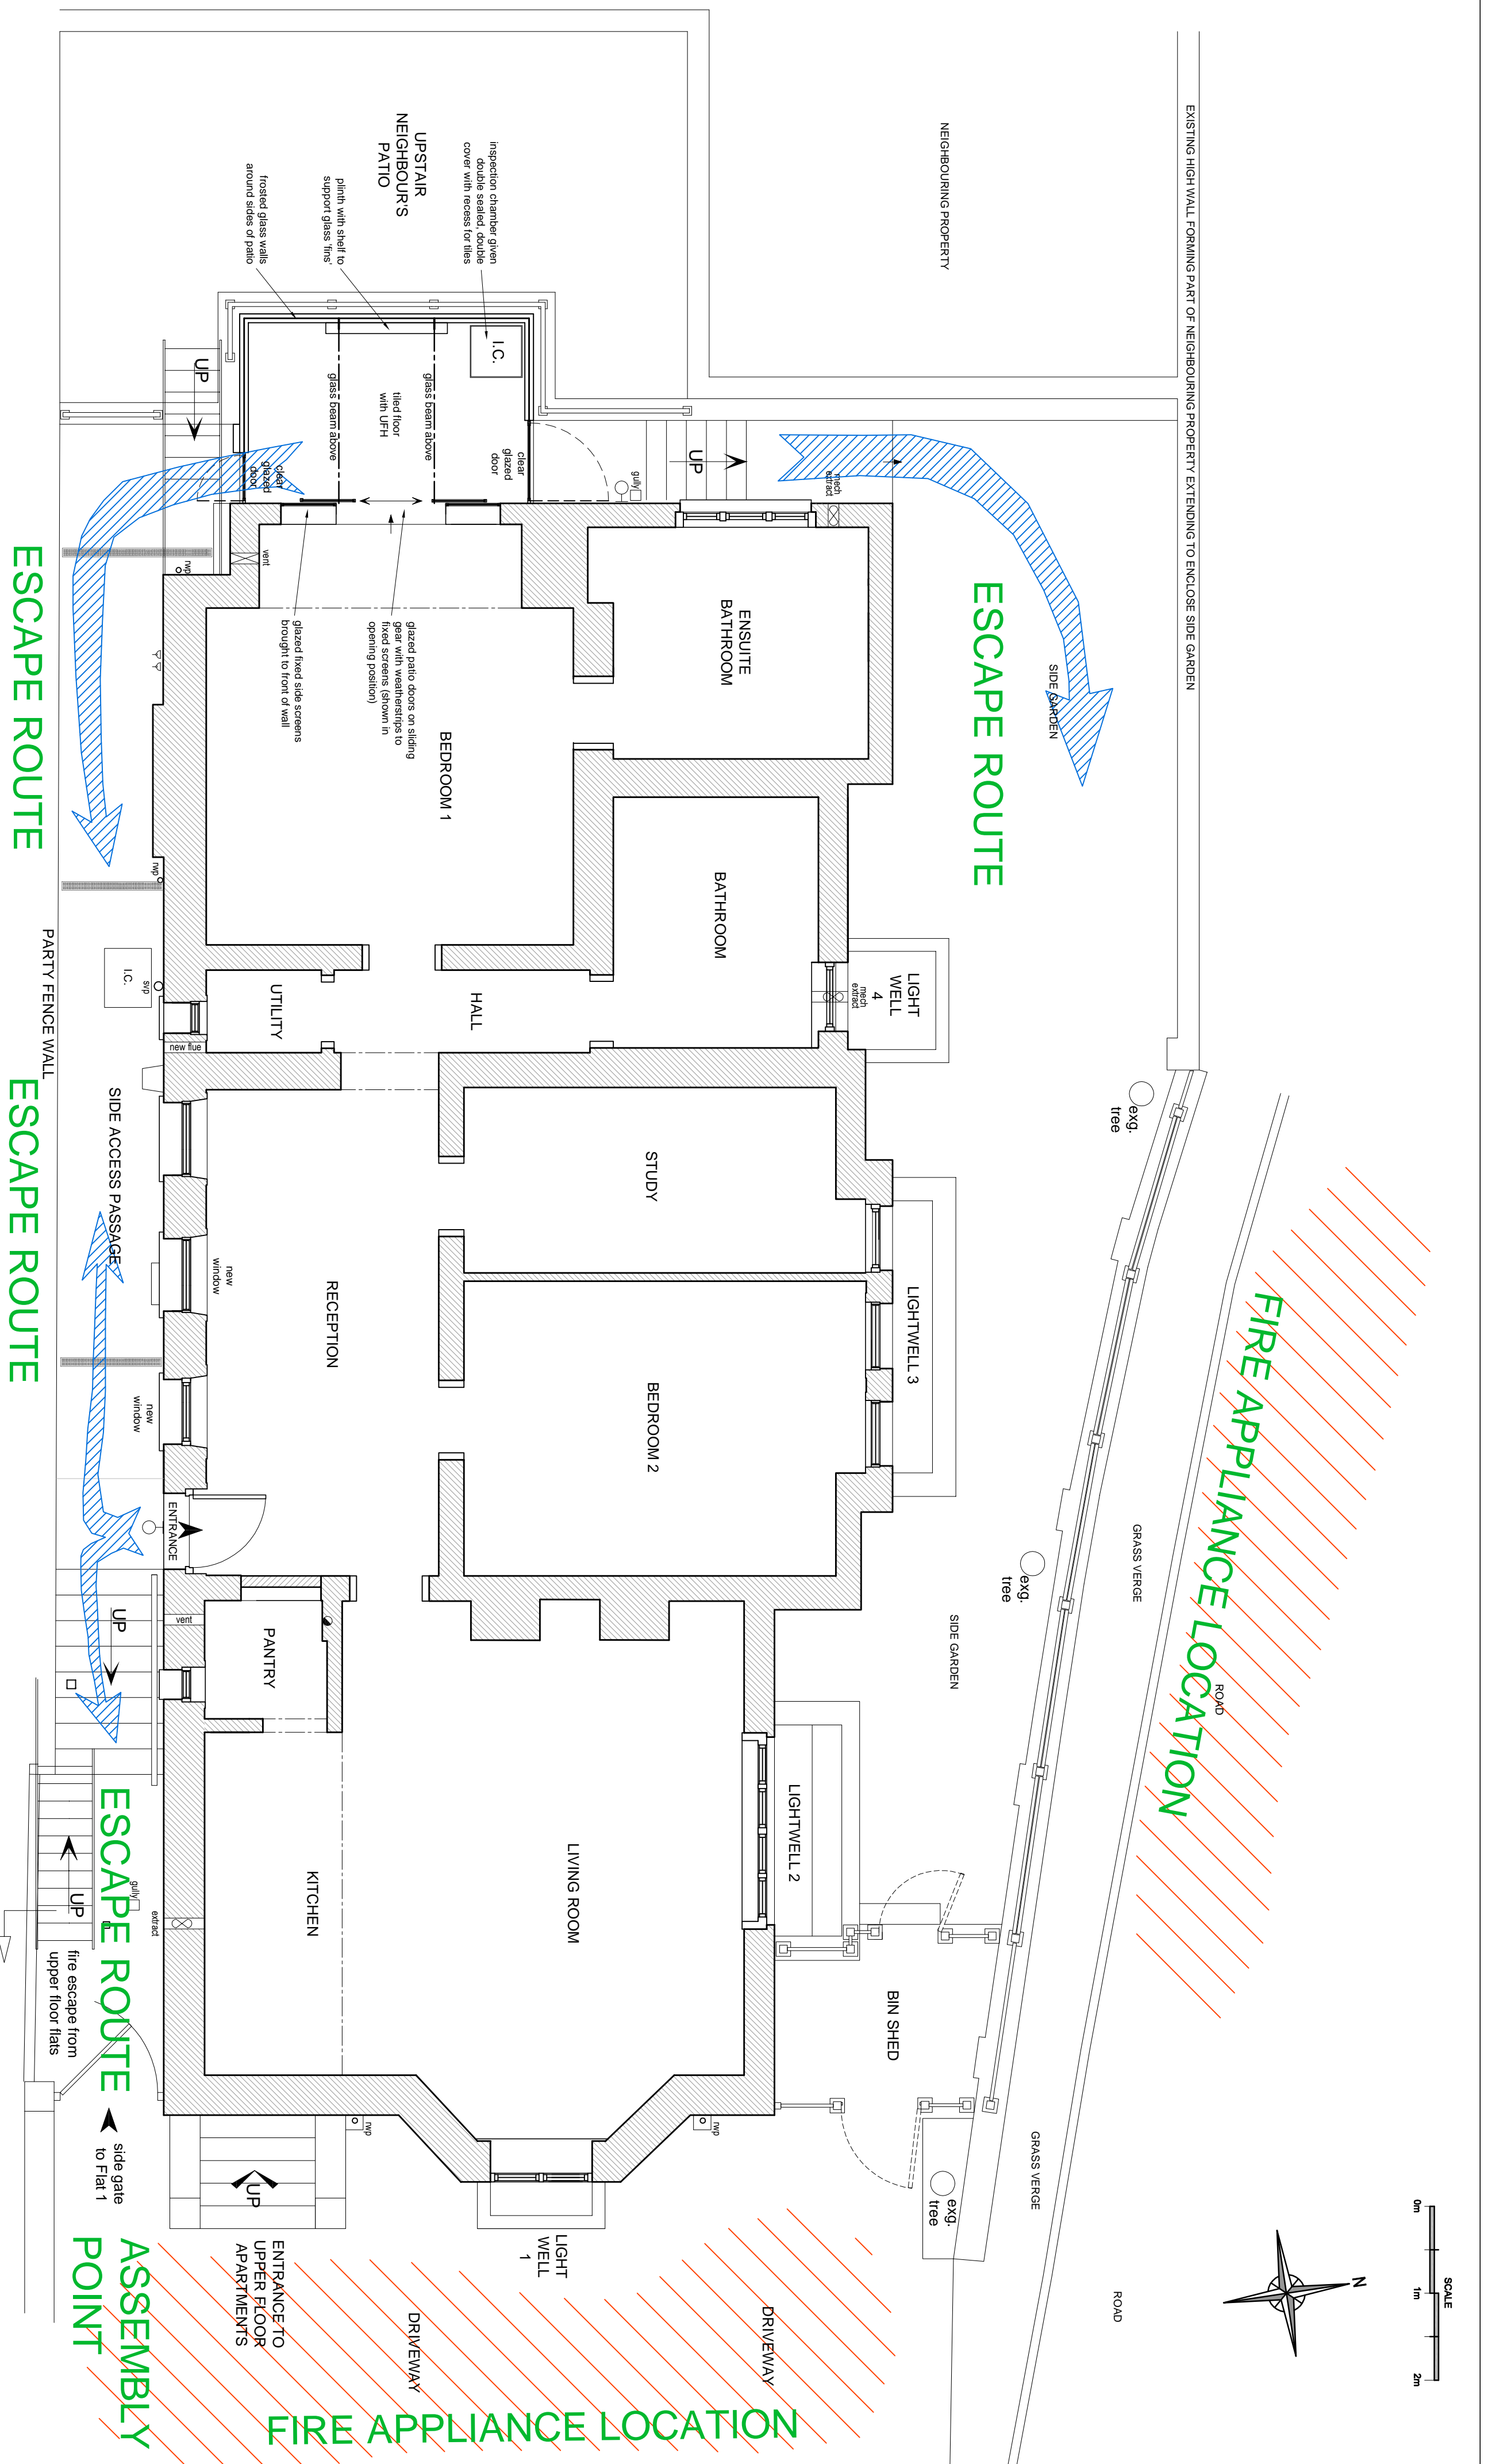 EXISTING HIGH WALL FORMING PART OF NEIGHBOURING PROPERTY EXTENDING TO ENCLOSE SIDE GARDEN
NEIGHBOURING PROPERTY
UPSTAIR
NEIGHBOUR'S
PATIO
inspection chamber given
double sealed, double
cover with recess for tiles
plinth with shelf to
support glass 'fins'
frosted glass walls
around sides of patio
I.C.
UP
glass beam above
tiled floor
with UFH
glass beam above
clear
glazed
door
clear
glazed
door
gully
UP
mech
extract
vent
rwp
ESCAPE ROUTE
ESCAPE ROUTE
SIDE GARDEN
ENSUITE
BATHROOM
glazed patio doors on sliding
gear with weatherstrips to
fixed screens (shown in
opening position)
glazed fixed side screens
brought to front of wall
BEDROOM 1
BATHROOM
rwp
PARTY FENCE WALL
I.C.
svp
UTILITY
HALL
LIGHT
WELL
4
mech
extract
new flue
ESCAPE ROUTE
SIDE ACCESS PASSAGE
exg.
tree
STUDY
new
window
RECEPTION
LIGHTWELL 3
FIRE APPLIANCE LOCATION
new
window
BEDROOM 2
ENTRANCE
GRASS VERGE
exg.
tree
UP
vent
PANTRY
SIDE GARDEN
ROAD
ESCAPE ROUTE
UP
gully
extract
KITCHEN
LIVING ROOM
LIGHTWELL 2
BIN SHED
fire escape from
upper floor flats
side gate
to Flat 1
rwp
rwp
UP
exg.
tree
GRASS VERGE
LIGHT
WELL
1
ENTRANCE TO
UPPER FLOOR
APARTMENTS
ASSEMBLY
POINT
DRIVEWAY
DRIVEWAY
ROAD
FIRE APPLIANCE LOCATION
N
SCALE
0m
1m
2m